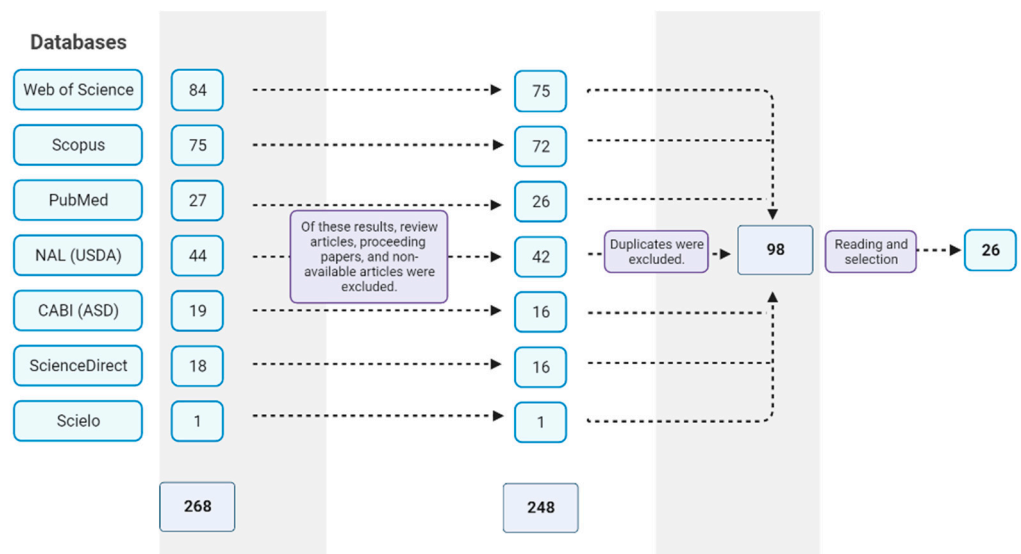 Databases
Web of Science 84 75
Scopus 75 72
PubMed 27 26
Of these results, review
articles, proceeding
papers, and non-
available articles were
excluded.
NAL (USDA) 44 42
Duplicates were
excluded.
98
Reading and
selection
26
CABI (ASD) 19 16
ScienceDirect 18 16
Scielo 1 1
268 248